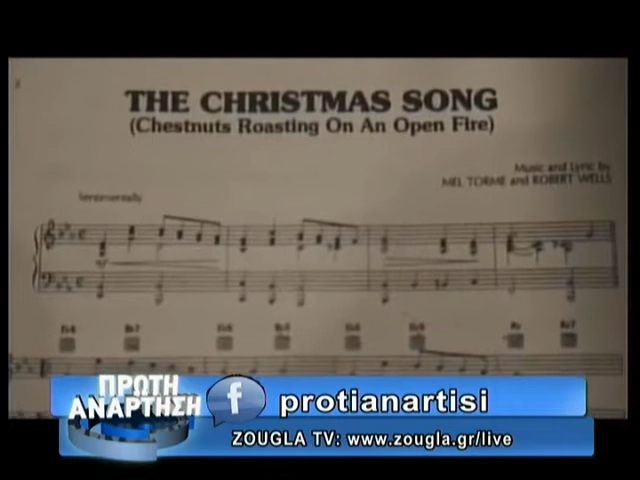 THE CHRISTMAS SONG
(Chestnuts Roasting On An Open Fire)
Music and Lyric by
MEL TORME and ROBERT WELLS
ΠΡΩΤΗ
ΑΝΑΡΤΗΣΗ
f
protianartisi
ZOUGLA TV: www.zougla.gr/live